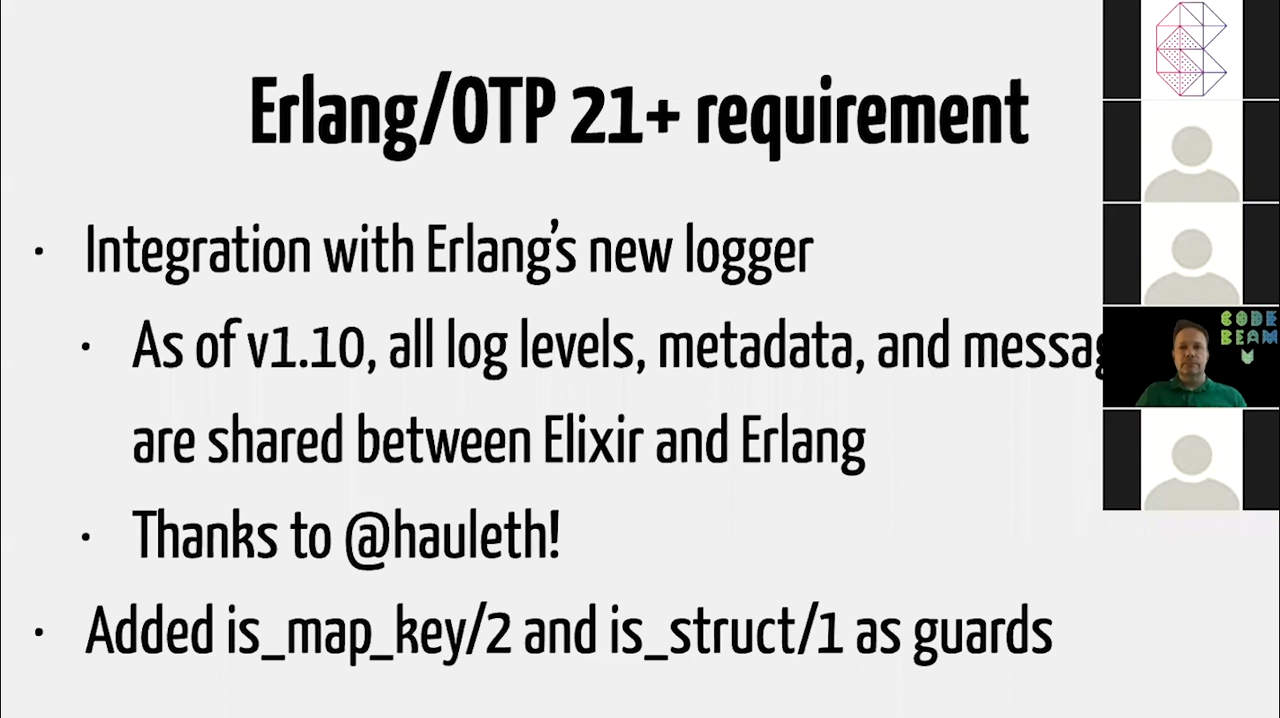 Erlang/OTP 21+ requirement
· Integration with Erlang’s new logger
· As of v1.10, all log levels, metadata, and
are shared between Elixir and Erlang
· Thanks to @hauleth!
· Added is_map_key/2 and is_struct/1 as guards
CODE
BEAM